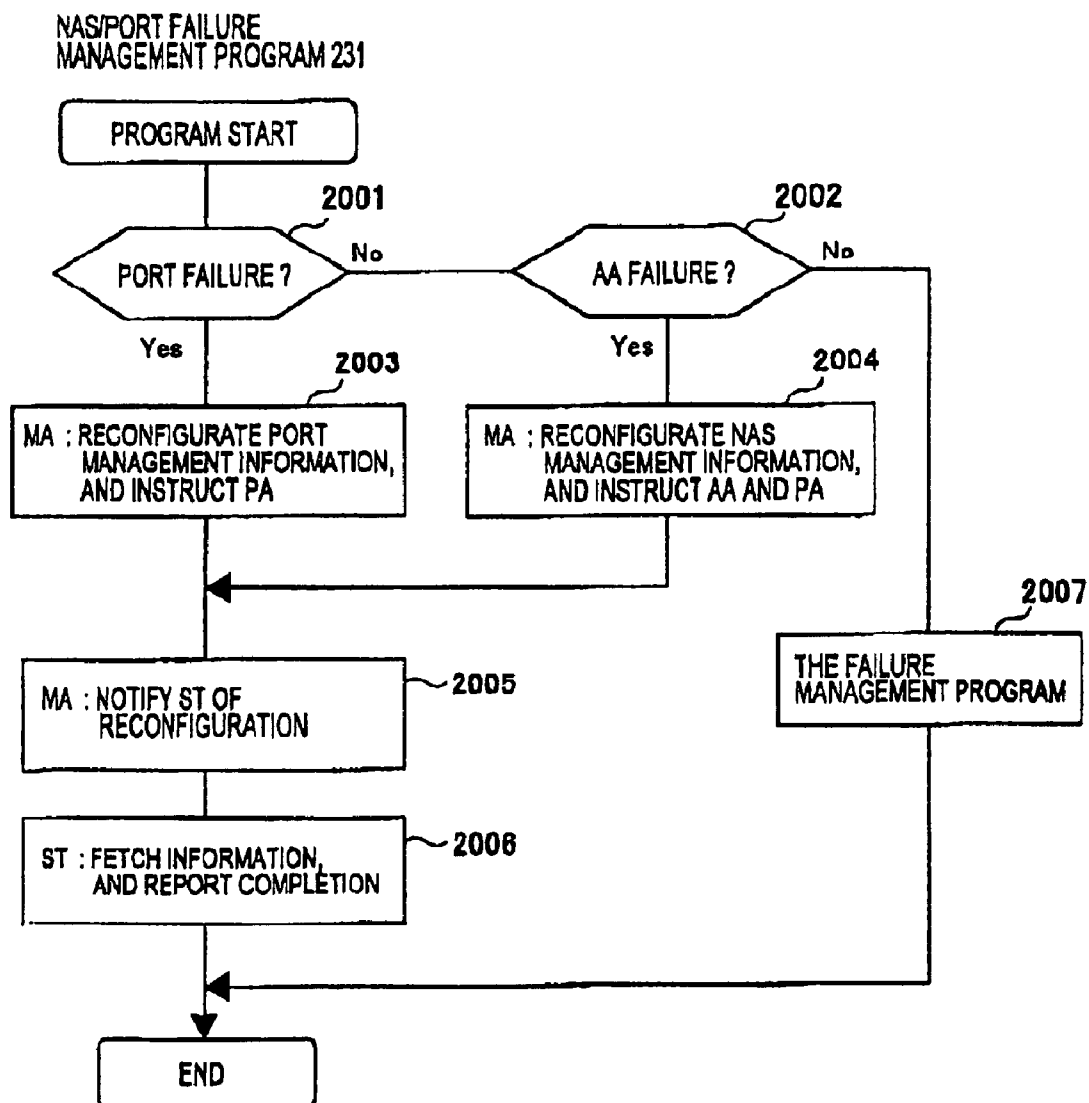 NAS/PORT FAILURE
MANAGEMENT PROGRAM 231
PROGRAM START
2001
PORT FAILURE ?
No
2002
AA FAILURE ?
No
Yes
Yes
2003
MA : RECONFIGURATE PORT
MANAGEMENT INFORMATION,
AND INSTRUCT PA
2004
MA : RECONFIGURATE NAS
MANAGEMENT INFORMATION,
AND INSTRUCT AA AND PA
2007
THE FAILURE
MANAGEMENT PROGRAM
MA : NOTIFY ST OF
RECONFIGURATION
2005
ST : FETCH INFORMATION,
AND REPORT COMPLETION
2006
END